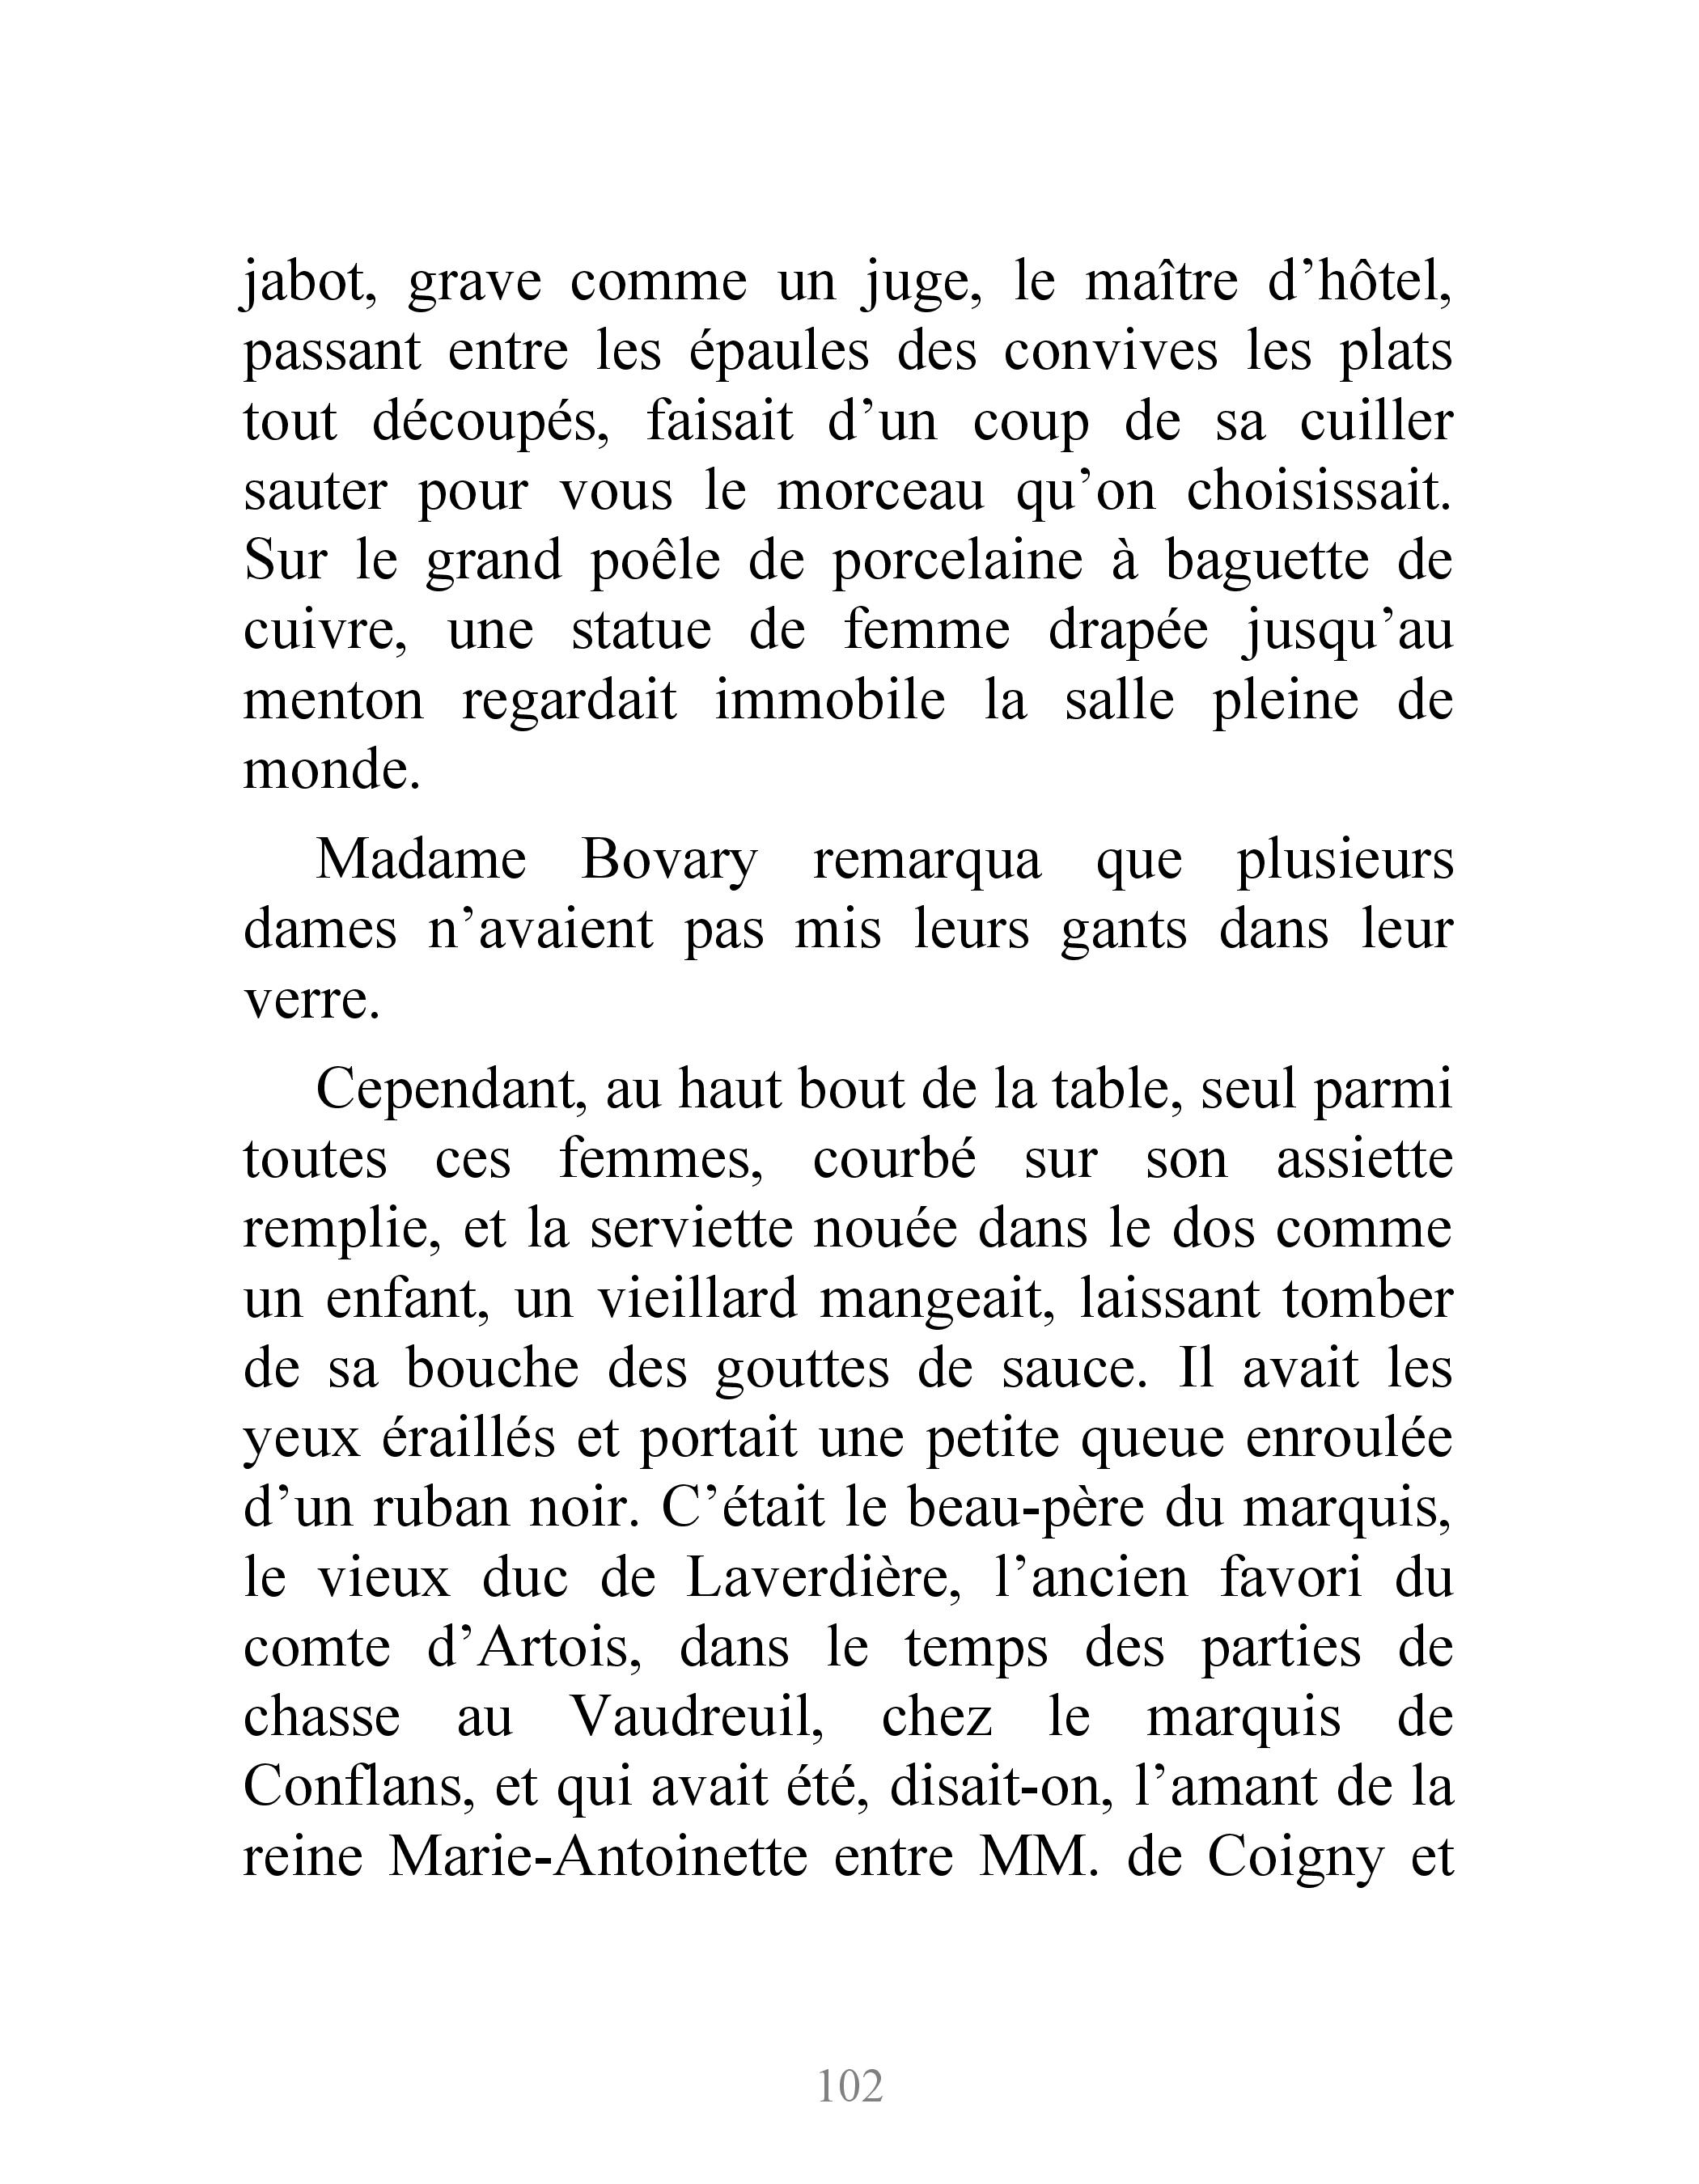 jabot, grave comme un juge, le maître d’hôtel,
passant entre les épaules des convives les plats
tout découpés, faisait d’un coup de sa cuiller
sauter pour vous le morceau qu’on choisissait.
Sur le grand poêle de porcelaine à baguette de
cuivre, une statue de femme drapée jusqu’au
menton regardait immobile la salle pleine de
monde.
Madame Bovary remarqua que plusieurs
dames n’avaient pas mis leurs gants dans leur
verre.
Cependant, au haut bout de la table, seul parmi
toutes ces femmes, courbé sur son assiette
remplie, et la serviette nouée dans le dos comme
un enfant, un vieillard mangeait, laissant tomber
de sa bouche des gouttes de sauce. Il avait les
yeux éraillés et portait une petite queue enroulée
d’un ruban noir. C’était le beau-père du marquis,
le vieux duc de Laverdière, l’ancien favori du
comte d’Artois, dans le temps des parties de
chasse au Vaudreuil, chez le marquis de
Conflans, et qui avait été, disait-on, l’amant de la
reine Marie-Antoinette entre MM. de Coigny et
102